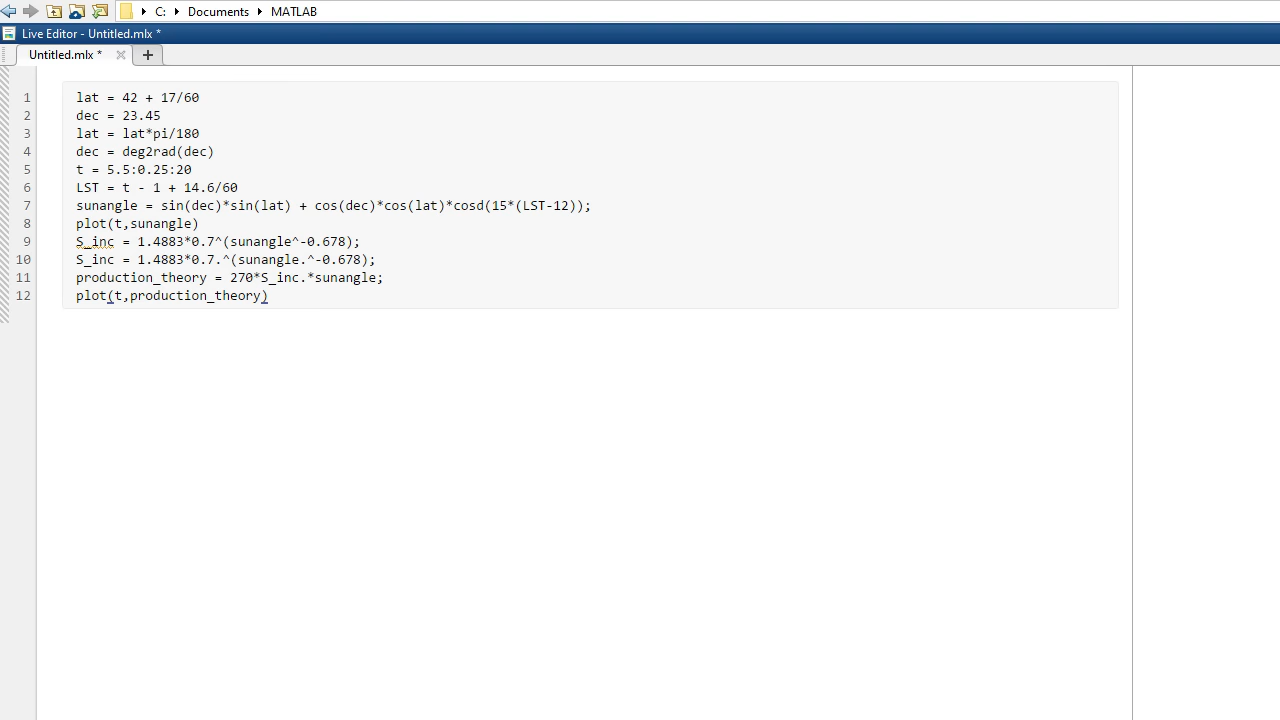 C: Documents MATLAB
Live Editor - Untitled.mlx *
Untitled.mlx *
1 lat = 42 + 17/60
2 dec = 23.45
3 lat = lat*pi/180
4 dec = deg2rad(dec)
5 t = 5.5:0.25:20
6 LST = t - 1 + 14.6/60
7 sunangle = sin(dec)*sin(lat) + cos(dec)*cos(lat)*cosd(15*(LST-12));
8 plot(t,sunangle)
9 S_inc = 1.4883*0.7^(sunangle^-0.678);
10 S_inc = 1.4883*0.7.^(sunangle.^-0.678);
11 production_theory = 270*S_inc.*sunangle;
12 plot(t,production_theory)